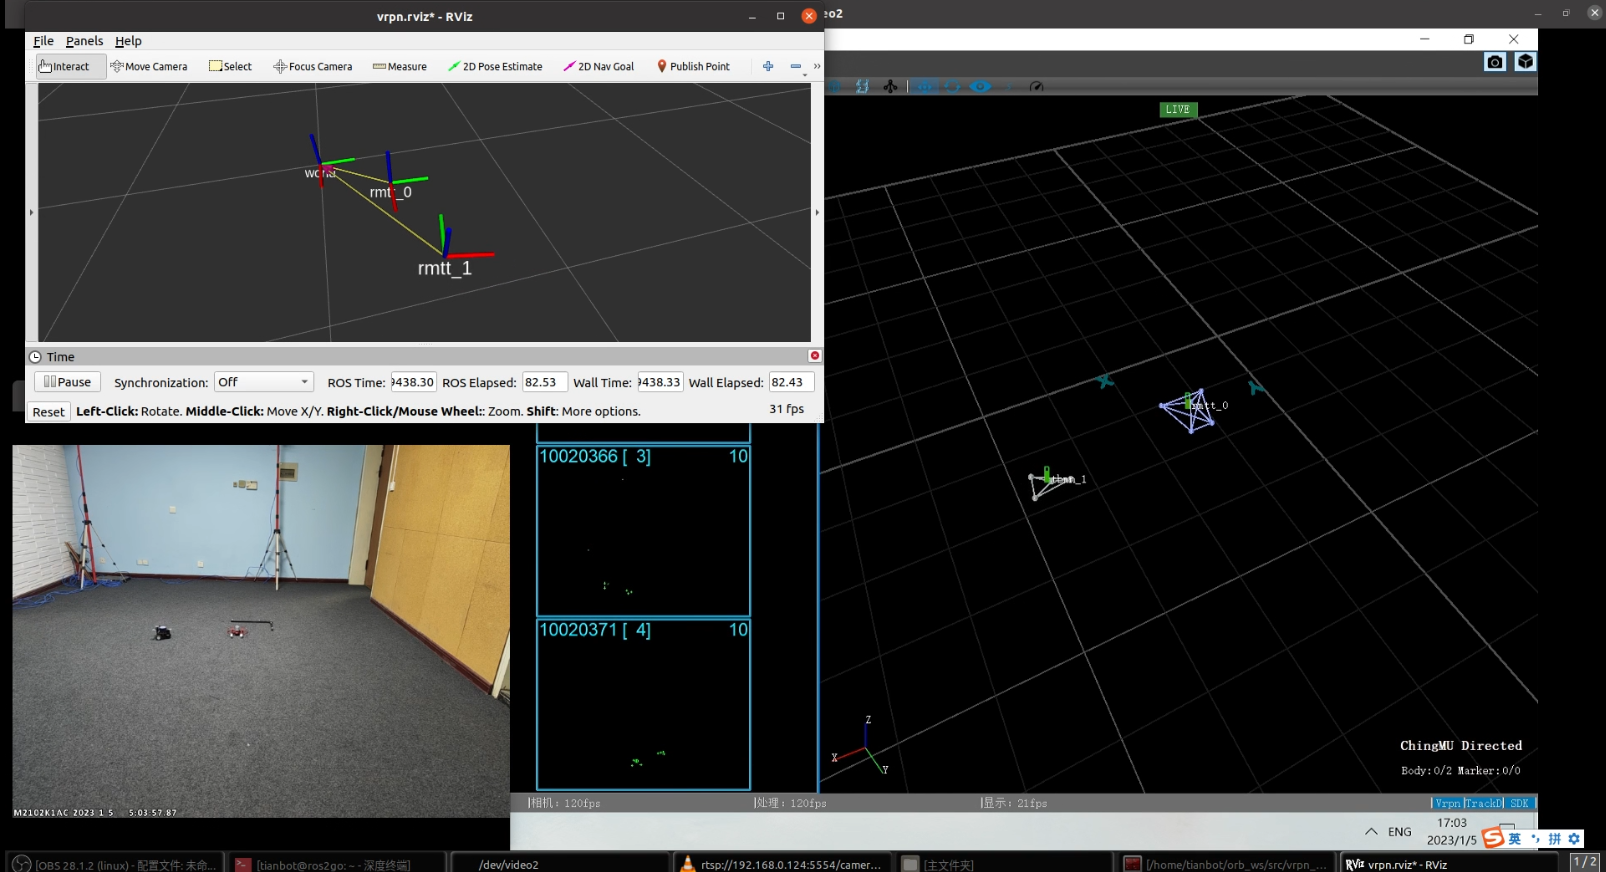 vrpn.rviz* - RViz
eo2
File Panels Help
Interact Move Camera Select Focus Camera Measure 2D Pose Estimate 2D Nav Goal Publish Point
LIVE
rmtt_0
rmtt_1
Time
Pause Synchronization: Off ROS Time: 9438.30 ROS Elapsed: 82.53 Wall Time: 9438.33 Wall Elapsed: 82.43
Reset Left-Click: Rotate. Middle-Click: Move X/Y. Right-Click/Mouse Wheel:: Zoom. Shift: More options. 31 fps
X Y
10020366 [ 3] 10
10020371 [ 4] 10
Z
X
Y
ChingMU Directed
Body:0/2 Marker:0/0
M2102K1AC 2023 1 5 5:03:57.87
相机: 120fps 处理: 120fps 显示: 21fps Vrpn TrackD SDK
ENG 17:03
2023/1/5
英 拼
[OBS 28.1.2 (linux) - 配置文件: 未命... [tianbot@ros2go: ~ - 深度终端] /dev/video2 rtsp://192.168.0.124:5554/camer... [主文件夹] [/home/tianbot/orb_ws/src/vrpn_... vrpn.rviz* - RViz 1 / 2